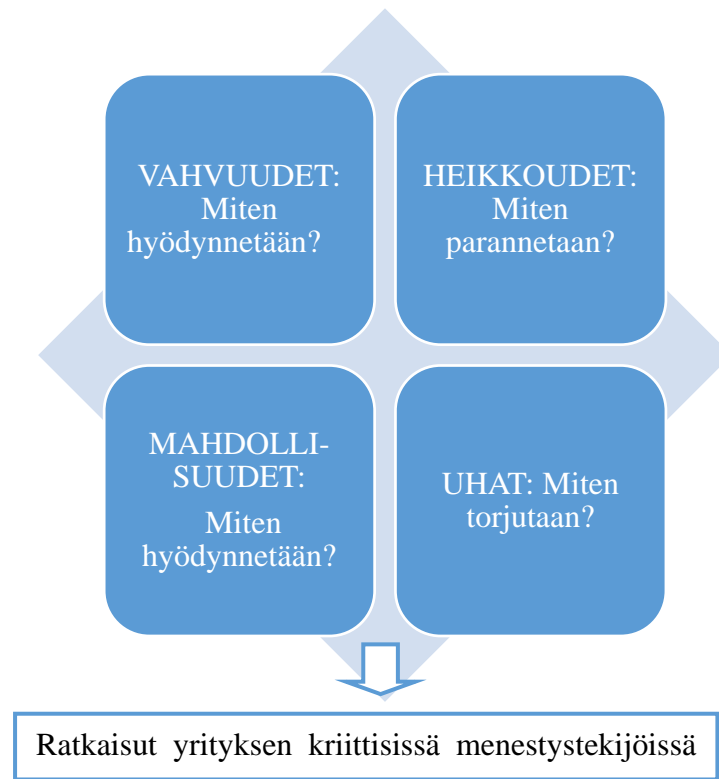 VAHVUUDET:
Miten
hyödynnetään?
HEIKKOUDET:
Miten
parannetaan?
MAHDOLLI-
SUUDET:
Miten
hyödynnetään?
UHAT: Miten
torjutaan?
Ratkaisut yrityksen kriittisissä menestystekijöissä